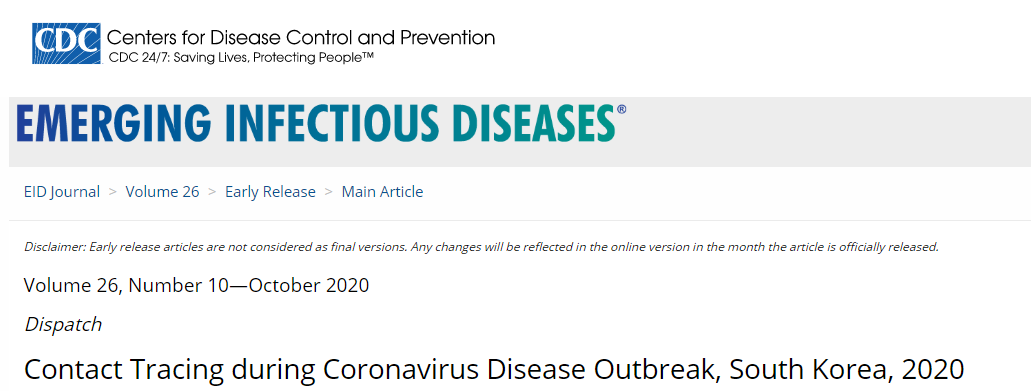 CDC Centers for Disease Control and Prevention
CDC 24/7: Saving Lives, Protecting People™
EMERGING INFECTIOUS DISEASES®
EID Journal > Volume 26 > Early Release > Main Article
Disclaimer: Early release articles are not considered as final versions. Any changes will be reflected in the online version in the month the article is officially released.
Volume 26, Number 10—October 2020
Dispatch
Contact Tracing during Coronavirus Disease Outbreak, South Korea, 2020